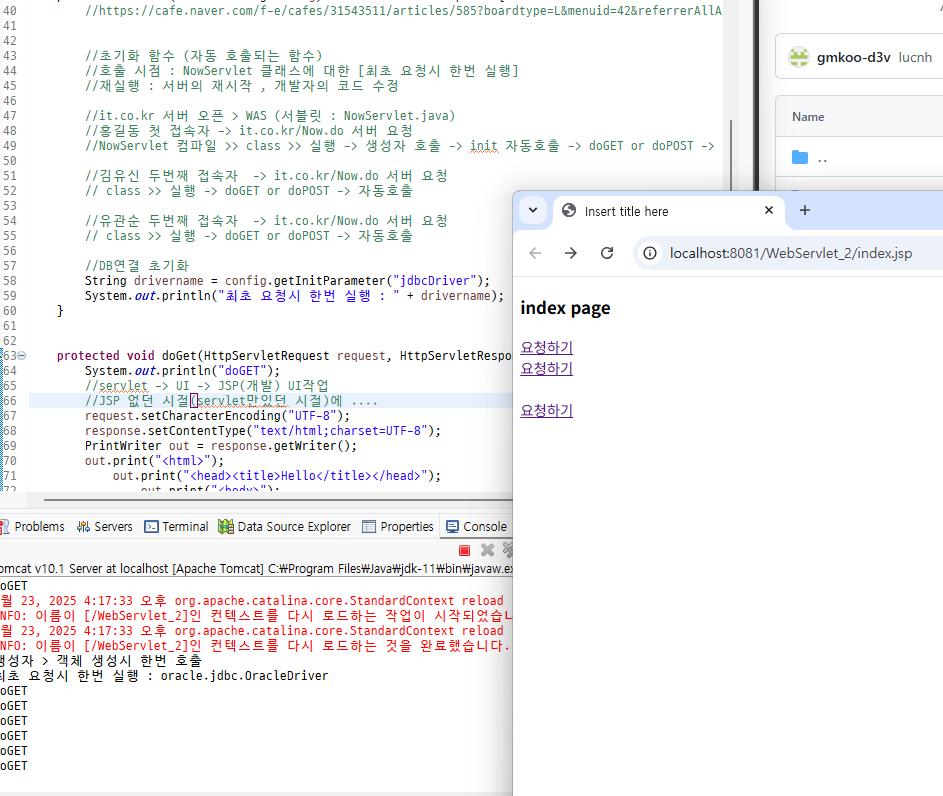 40 //https://cafe.naver.com/f-e/cafes/31543511/articles/585?boardtype=L&menuid=42&referrerAllA
41
42
43 //초기화 함수 (자동 호출되는 함수)
44 //호출 시점 : NowServlet 클래스에 대한 [최초 요청시 한번 실행]
45 //재실행 : 서버의 재시작 , 개발자의 코드 수정
46
47 //it.co.kr 서버 오픈 > WAS (서블릿 : NowServlet.java)
48 //홍길동 첫 접속자 -> it.co.kr/Now.do 서버 요청
49 //NowServlet 컴파일 >> class >> 실행 -> 생성자 호출 -> init 자동호출 -> doGET or doPOST ->
50
51 //김유신 두번째 접속자 -> it.co.kr/Now.do 서버 요청
52 // class >> 실행 -> doGET or doPOST -> 자동호출
53
54 //유관순 두번째 접속자 -> it.co.kr/Now.do 서버 요청
55 // class >> 실행 -> doGET or doPOST -> 자동호출
56
57 //DB연결 초기화
58 String drivername = config.getInitParameter("jdbcDriver");
59 System.out.println("최초 요청시 한번 실행 : " + drivername);
60 }
61
62
63 protected void doGet(HttpServletRequest request, HttpServletRespo
64 System.out.println("doGET");
65 //servlet -> UI -> JSP(개발) UI작업
66 //JSP 없던 시절(servlet만있던 시절)에 ....
67 request.setCharacterEncoding("UTF-8");
68 response.setContentType("text/html;charset=UTF-8");
69 PrintWriter out = response.getWriter();
70 out.print("<html>");
71 out.print("<head><title>Hello</title></head>");
72 out.print("<body>");
Problems Servers Terminal Data Source Explorer Properties Console
omcat v10.1 Server at localhost [Apache Tomcat] C:₩Program Files₩Java₩jdk-11₩bin₩javaw.ex
oGET
월 23, 2025 4:17:33 오후 org.apache.catalina.core.StandardContext reload
NFO: 이름이 [/WebServlet_2]인 컨텍스트를 다시 로드하는 작업이 시작되었습니
월 23, 2025 4:17:33 오후 org.apache.catalina.core.StandardContext reload
NFO: 이름이 [/WebServlet_2]인 컨텍스트를 다시 로드하는 것을 완료했습니다.
생성자 > 객체 생성시 한번 호출
최초 요청시 한번 실행 : oracle.jdbc.OracleDriver
oGET
oGET
oGET
oGET
oGET
oGET
gmkoo-d3v lucnh
Name
..
Insert title here
localhost:8081/WebServlet_2/index.jsp
index page
요청하기
요청하기
요청하기